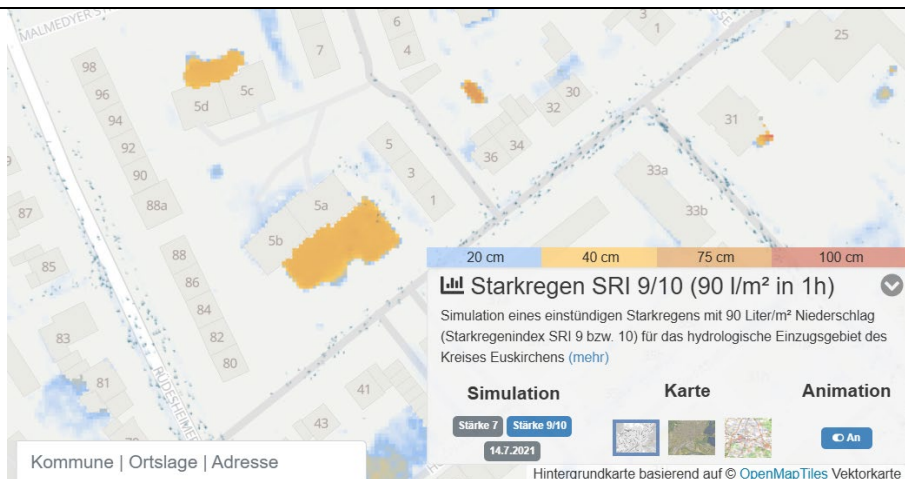 MALMEDYER
6
3
1
25
98
7
4
96
5d
5c
94
30
32
31
92
5
34
36
90
3
33a
87
88a
5a
1
33b
5b
88
85
86
84
83
82
80
81
41
43
RÜDESHEIMER
20 cm 40 cm 75 cm 100 cm
Starkregen SRI 9/10 (90 l/m² in 1h)
Simulation eines einstündigen Starkregens mit 90 Liter/m² Niederschlag
(Starkregenindex SRI 9 bzw. 10) für das hydrologische Einzugsgebiet des
Kreises Euskirchens (mehr)
Simulation Karte Animation
Stärke 7 Stärke 9/10
An
14.7.2021
Kommune | Ortslage | Adresse
Hintergrundkarte basierend auf © OpenMapTiles Vektorkarte